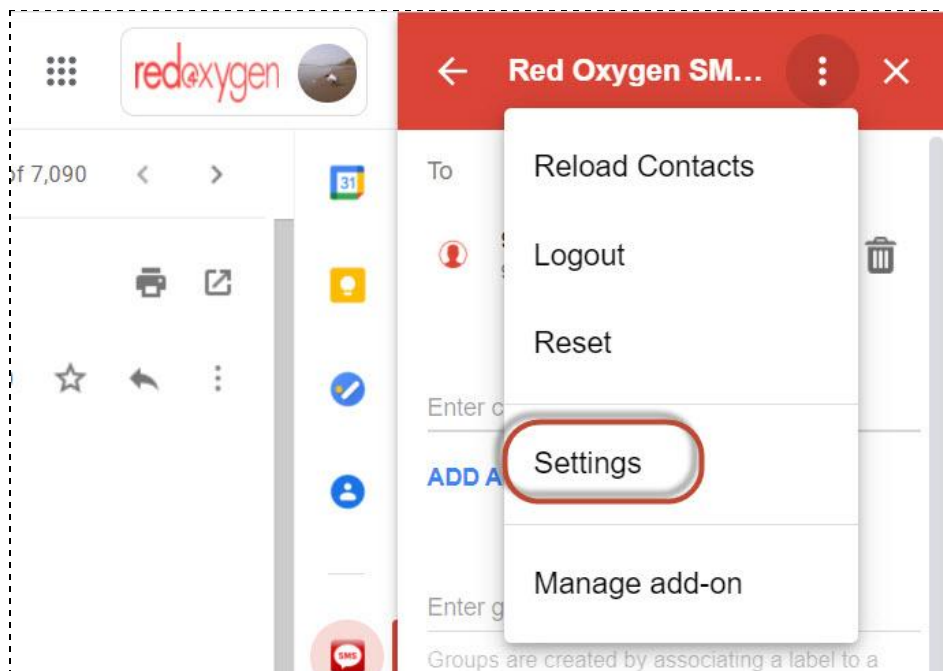 redoxygen
Red Oxygen SM...
of 7,090
31
To
Reload Contacts
Logout
Reset
Enter c
Settings
ADD A
Manage add-on
Enter g
SMS
Groups are created by associating a label to a